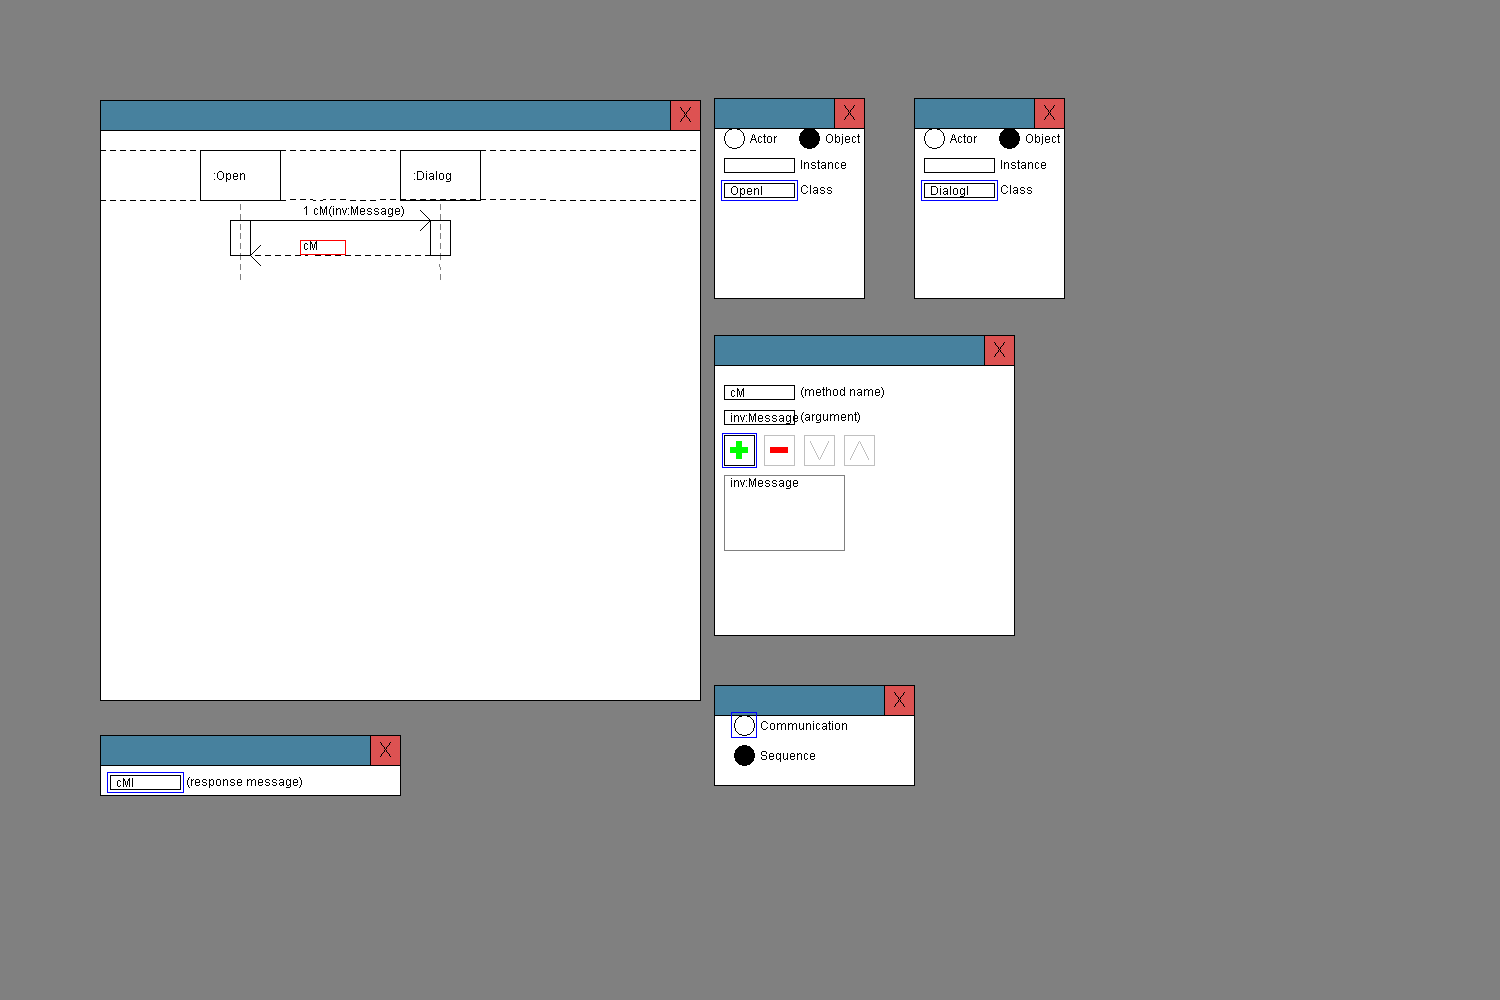 X
X
X
Actor
Object
Actor
Object
:Open
:Dialog
Instance
Instance
OpenI
Class
DialogI
Class
1 cM(inv:Message)
cM
X
cM
(method name)
inv:Message
(argument)
inv:Message
X
Communication
Sequence
X
cMI
(response message)